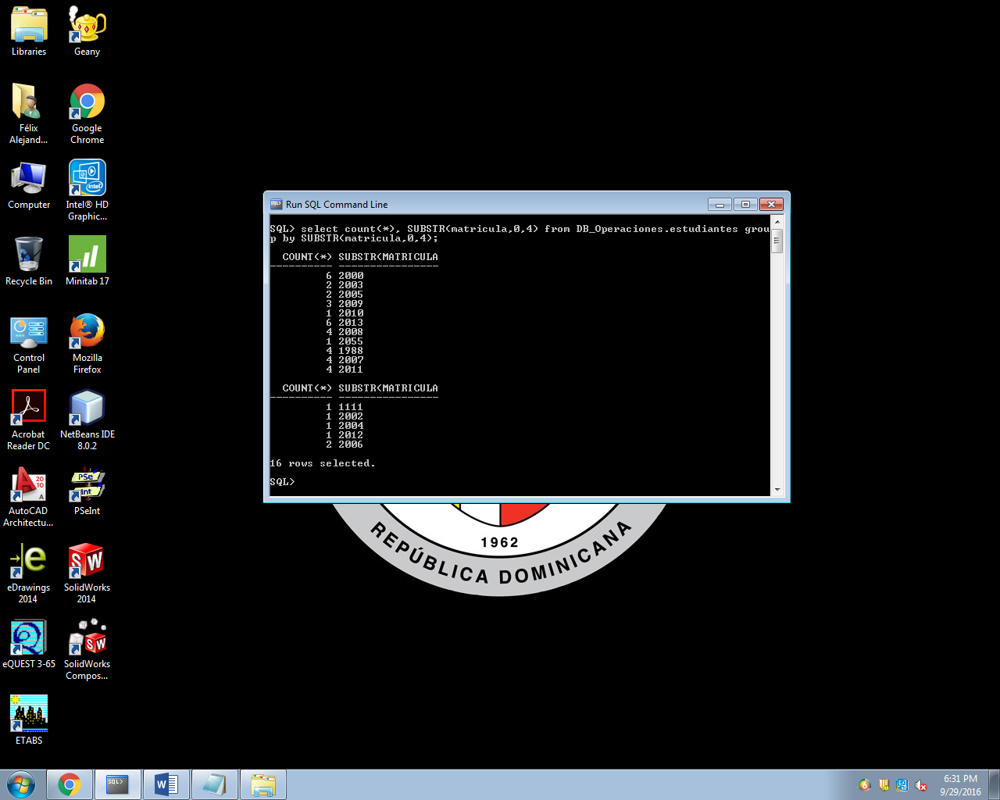 Libraries
Geany
Félix
Alejand...
Google
Chrome
Computer
Intel® HD
Graphic...
Recycle Bin
Minitab 17
Control
Panel
Mozilla
Firefox
Acrobat
Reader DC
NetBeans IDE
8.0.2
AutoCAD
Architectu...
PSeInt
eDrawings
2014
SolidWorks
2014
eQUEST 3-65
SolidWorks
Compos...
ETABS
Run SQL Command Line
SQL> select count(*), SUBSTR(matricula,0,4) from DB_Operaciones.estudiantes grou
p by SUBSTR(matricula,0,4);
COUNT(*) SUBSTR(MATRICULA
---------- ----------------
6 2000
2 2003
2 2005
3 2009
1 2010
6 2013
4 2008
1 2055
4 1988
4 2007
4 2011
COUNT(*) SUBSTR(MATRICULA
---------- ----------------
1 1111
1 2002
1 2004
1 2012
2 2006
16 rows selected.
SQL>
1962
REPÚBLICA DOMINICANA
6:31 PM
9/29/2016